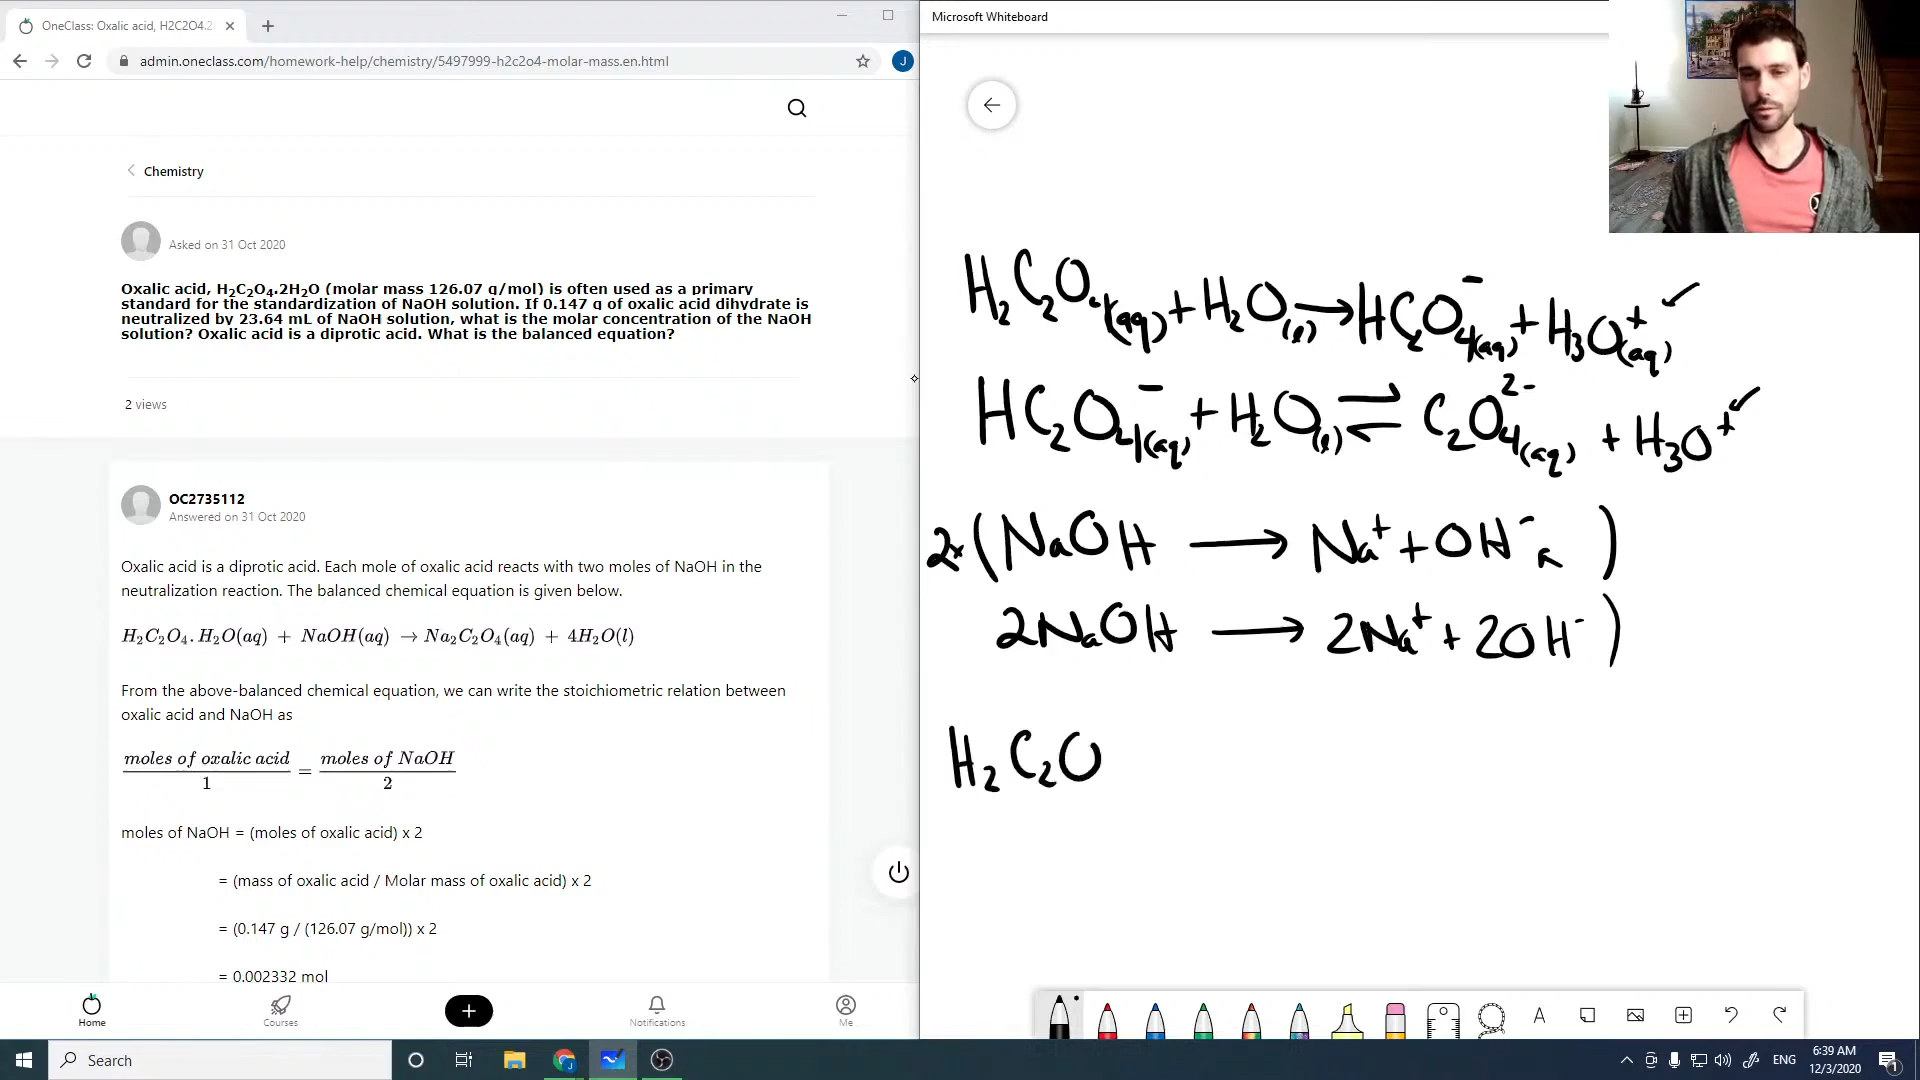 OneClass: Oxalic acid, H2C2O4.2
admin.oneclass.com/homework-help/chemistry/5497999-h2c2o4-molar-mass.en.html
J
Chemistry
Asked on 31 Oct 2020
Oxalic acid, H₂C₂O₄.2H₂O (molar mass 126.07 g/mol) is often used as a primary
standard for the standardization of NaOH solution. If 0.147 g of oxalic acid dihydrate is
neutralized by 23.64 mL of NaOH solution, what is the molar concentration of the NaOH
solution? Oxalic acid is a diprotic acid. What is the balanced equation?
2 views
OC2735112
Answered on 31 Oct 2020
Oxalic acid is a diprotic acid. Each mole of oxalic acid reacts with two moles of NaOH in the
neutralization reaction. The balanced chemical equation is given below.
H₂C₂O₄.H₂O(aq) + NaOH(aq) → Na₂C₂O₄(aq) + 4H₂O(l)
From the above-balanced chemical equation, we can write the stoichiometric relation between
oxalic acid and NaOH as
moles of oxalic acid / 1 = moles of NaOH / 2
moles of NaOH = (moles of oxalic acid) x 2
= (mass of oxalic acid / Molar mass of oxalic acid) x 2
= (0.147 g / (126.07 g/mol)) x 2
= 0.002332 mol
Home
Courses
Notifications
Me
Microsoft Whiteboard
H₂C₂O₄(aq) + H₂O(l) → HC₂O₄⁻(aq) + H₃O⁺(aq) ✓
HC₂O₄⁻(aq) + H₂O(l) ⇌ C₂O₄²⁻(aq) + H₃O⁺ ✓
2x (NaOH → Na⁺ + OH⁻ )
2NaOH → 2Na⁺ + 2OH⁻ )
H₂C₂O
A
Search
ENG
6:39 AM
12/3/2020
1